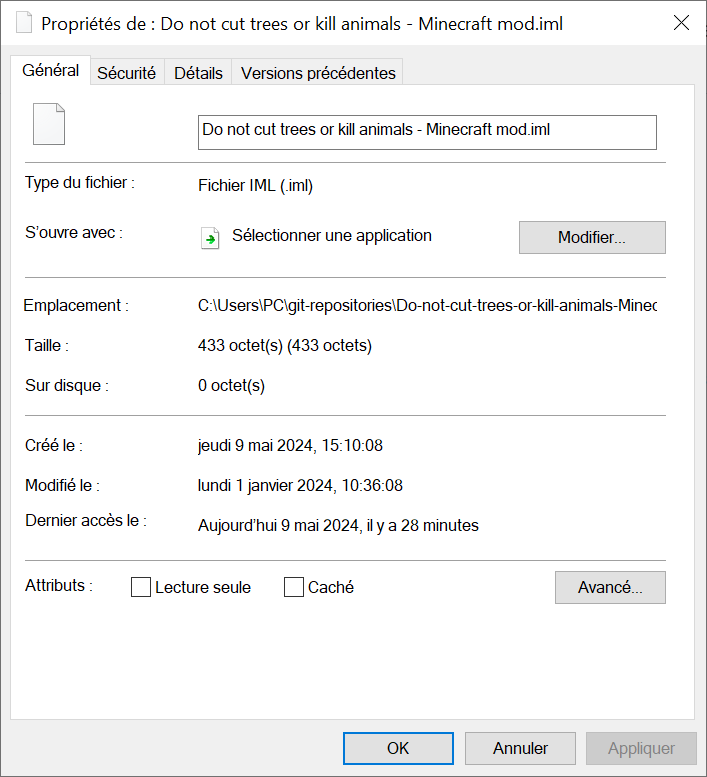 Propriétés de : Do not cut trees or kill animals - Minecraft mod.iml
Général Sécurité Détails Versions précédentes
Do not cut trees or kill animals - Minecraft mod.iml
Type du fichier : Fichier IML (.iml)
S’ouvre avec : Sélectionner une application Modifier...
Emplacement : C:\Users\PC\git-repositories\Do-not-cut-trees-or-kill-animals-Minec
Taille : 433 octet(s) (433 octets)
Sur disque : 0 octet(s)
Créé le : jeudi 9 mai 2024, 15:10:08
Modifié le : lundi 1 janvier 2024, 10:36:08
Dernier accès le : Aujourd’hui 9 mai 2024, il y a 28 minutes
Attributs : Lecture seule Caché Avancé...
OK Annuler Appliquer